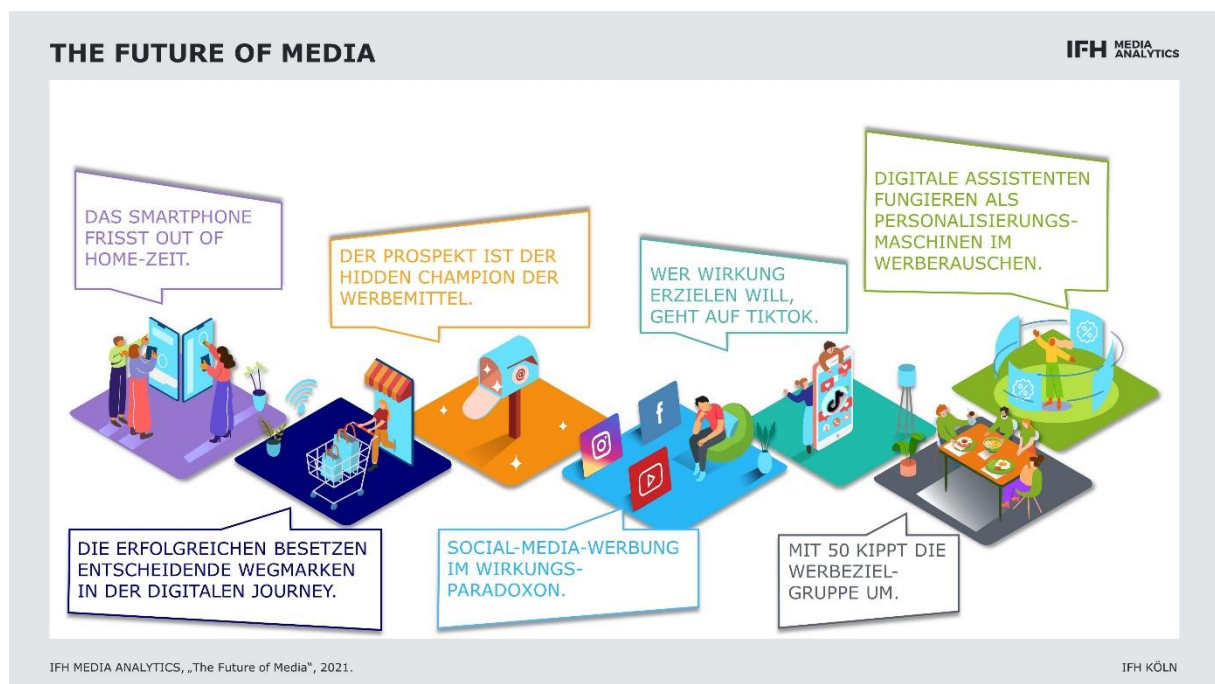 THE FUTURE OF MEDIA
IFH MEDIA
ANALYTICS
DAS SMARTPHONE
FRISST OUT OF
HOME-ZEIT.
DER PROSPEKT IST DER
HIDDEN CHAMPION DER
WERBEMITTEL.
WER WIRKUNG
ERZIELEN WILL,
GEHT AUF TIKTOK.
DIGITALE ASSISTENTEN
FUNGIEREN ALS
PERSONALISIERUNGS-
MASCHINEN IM
WERBERAUSCHEN.
DIE ERFOLGREICHEN BESETZEN
ENTSCHEIDENDE WEGMARKEN
IN DER DIGITALEN JOURNEY.
SOCIAL-MEDIA-WERBUNG
IM WIRKUNGS-
PARADOXON.
MIT 50 KIPPT DIE
WERBEZIEL-
GRUPPE UM.
IFH MEDIA ANALYTICS, „The Future of Media“, 2021.
IFH KÖLN